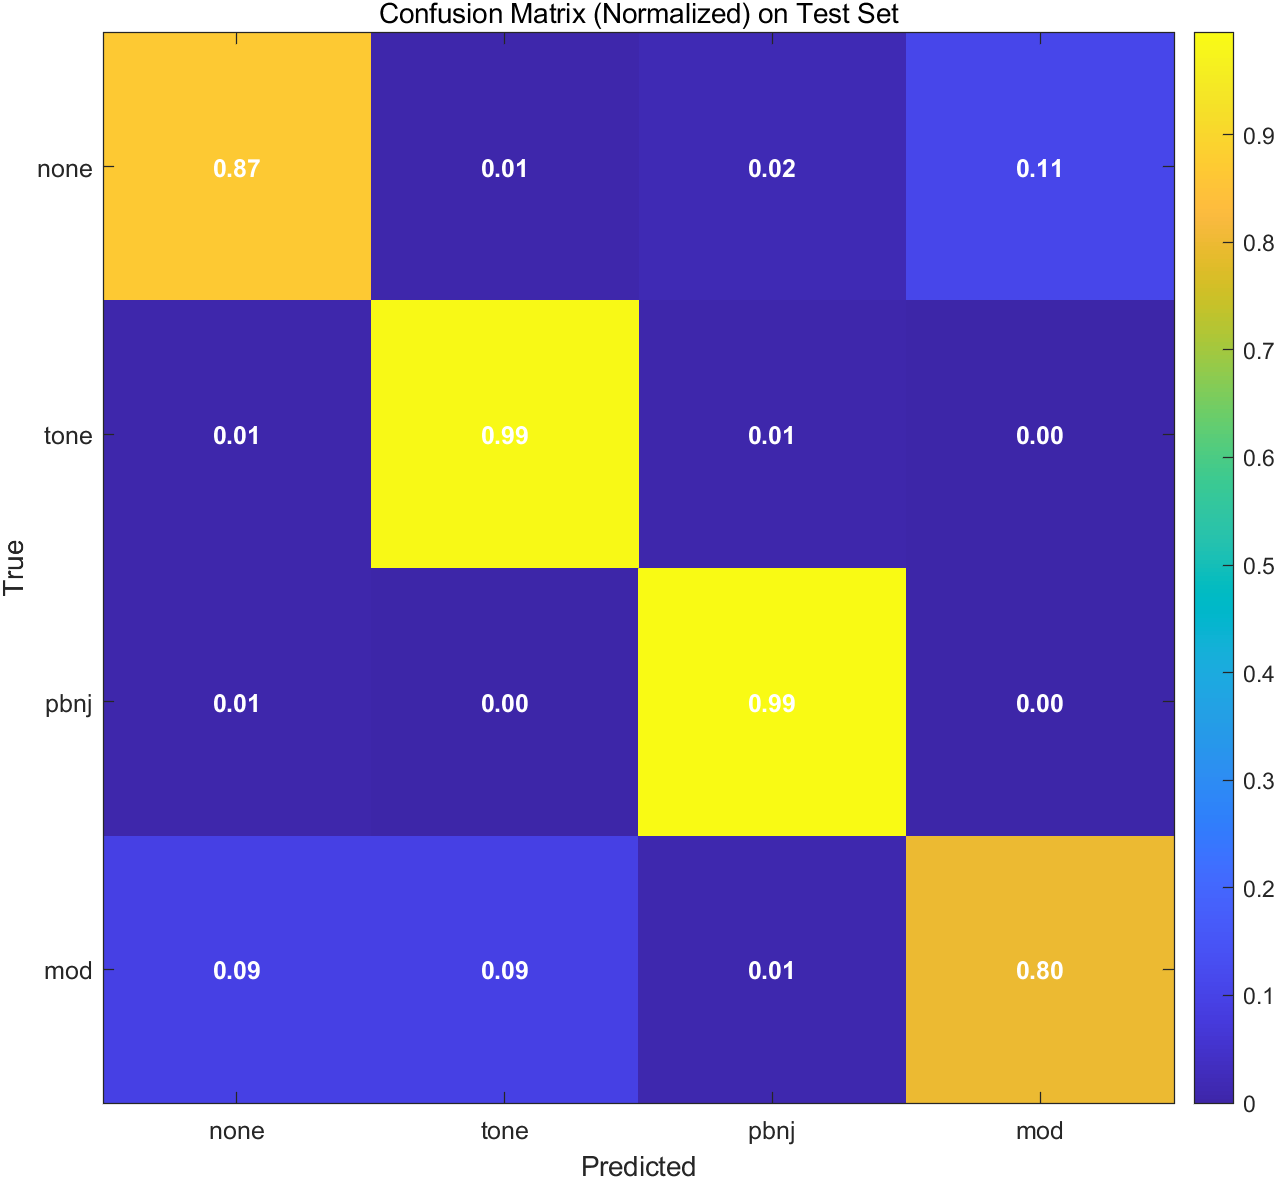 Confusion Matrix (Normalized) on Test Set
none 0.87 0.01 0.02 0.11
tone 0.01 0.99 0.01 0.00
pbnj 0.01 0.00 0.99 0.00
mod 0.09 0.09 0.01 0.80
none tone pbnj mod
Predicted
True
0.9
0.8
0.7
0.6
0.5
0.4
0.3
0.2
0.1
0